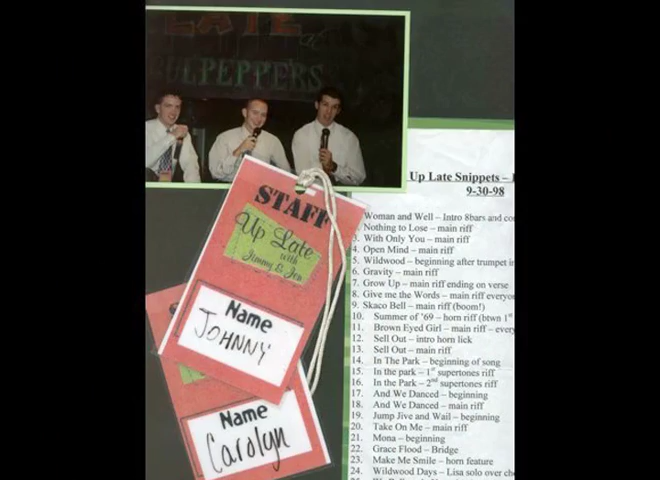 LATE
at
ULPEPPERS
STAFF
Up Late
with
Jimmy & Jen
Name
JOHNNY
Name
Carolyn
Up Late Snippets –
9-30-98
Woman and Well – Intro 8bars and
Nothing to Lose – main riff
3. With Only You – main riff
4. Open Mind – main riff
5. Wildwood – beginning after trumpet
6. Gravity – main riff
7. Grow Up – main riff ending on verse
8. Give me the Words – main riff
9. Skaco Bell – main riff (boom!)
10. Summer of '69 – horn riff (btwn 1st
11. Brown Eyed Girl – main riff –
12. Sell Out – intro horn lick
13. Sell Out – main riff
14. In The Park – beginning of song
15. In the park – 1st supertones riff
16. In the Park – 2nd supertones riff
17. And We Danced – beginning
18. And We Danced – main riff
19. Jump Jive and Wail – beginning
20. Take On Me – main riff
21. Mona – beginning
22. Grace Flood – Bridge
23. Make Me Smile – horn feature
24. Wildwood Days – Lisa solo over